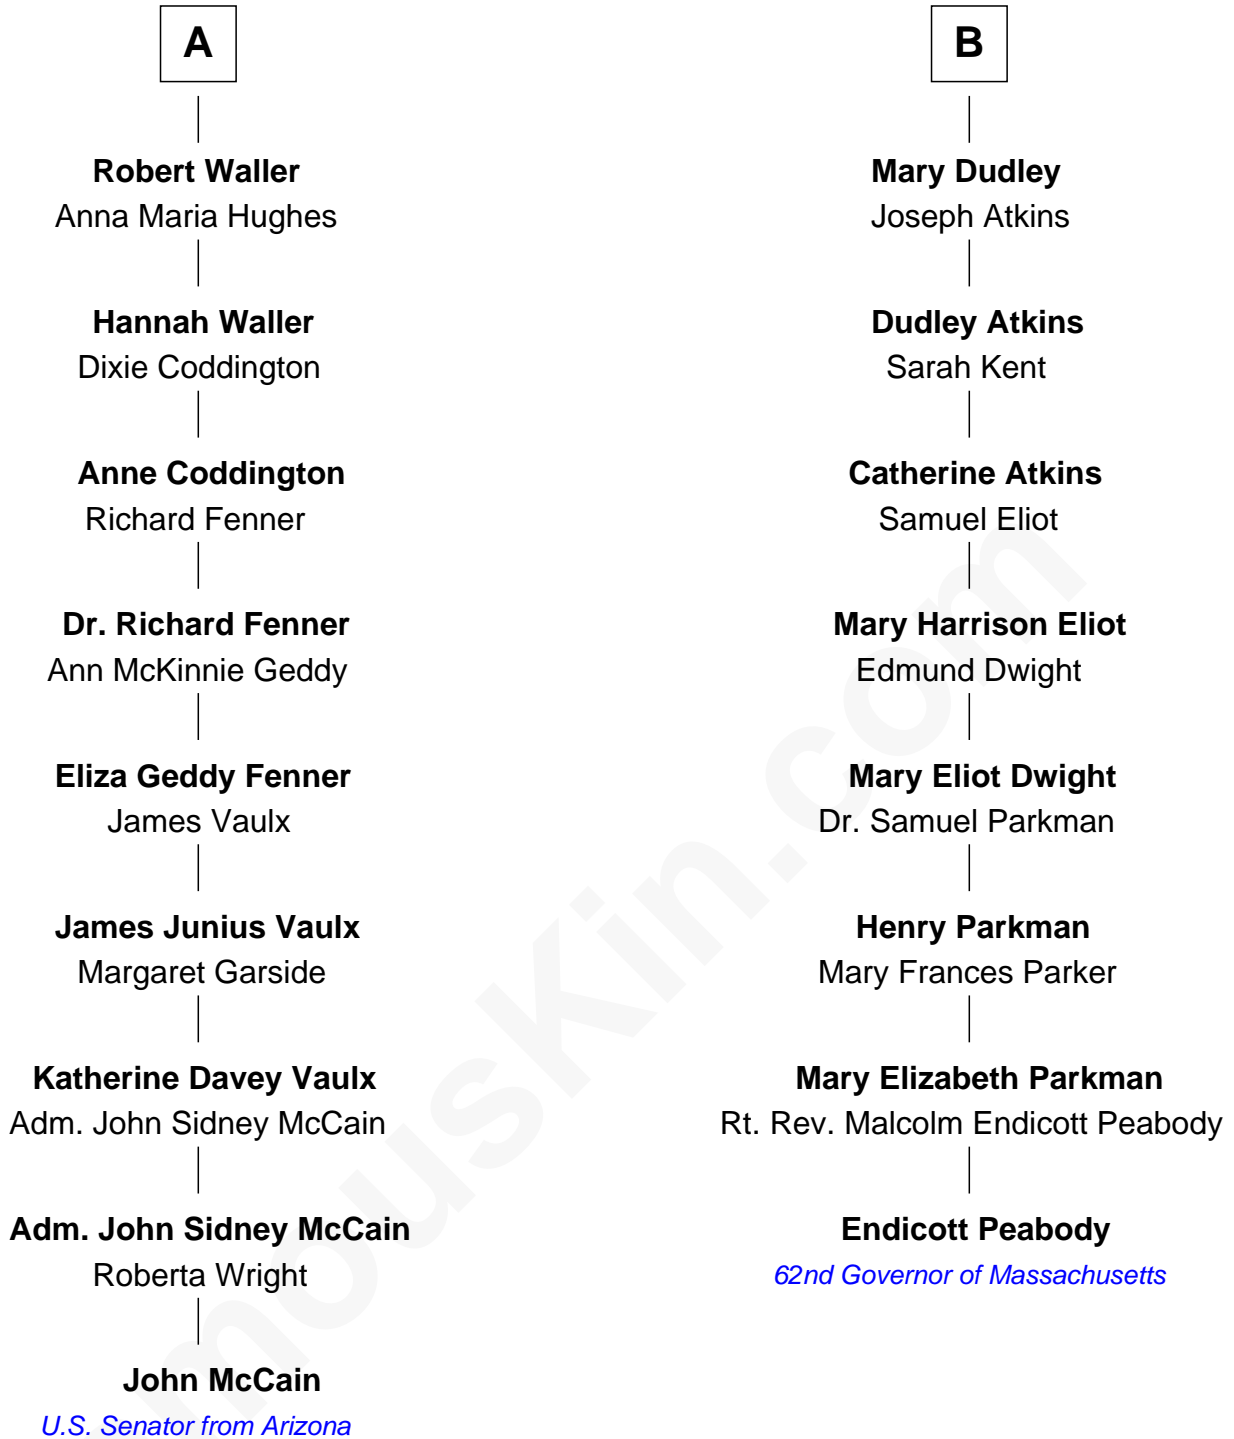 A
Robert Waller
Anna Maria Hughes
Hannah Waller
Dixie Coddington
Anne Coddington
Richard Fenner
Dr. Richard Fenner
Ann McKinnie Geddy
Eliza Geddy Fenner
James Vaulx
James Junius Vaulx
Margaret Garside
Katherine Davey Vaulx
Adm. John Sidney McCain
Adm. John Sidney McCain
Roberta Wright
John McCain
U.S. Senator from Arizona
B
Mary Dudley
Joseph Atkins
Dudley Atkins
Sarah Kent
Catherine Atkins
Samuel Eliot
Mary Harrison Eliot
Edmund Dwight
Mary Eliot Dwight
Dr. Samuel Parkman
Henry Parkman
Mary Frances Parker
Mary Elizabeth Parkman
Rt. Rev. Malcolm Endicott Peabody
Endicott Peabody
62nd Governor of Massachusetts
mousKin.com